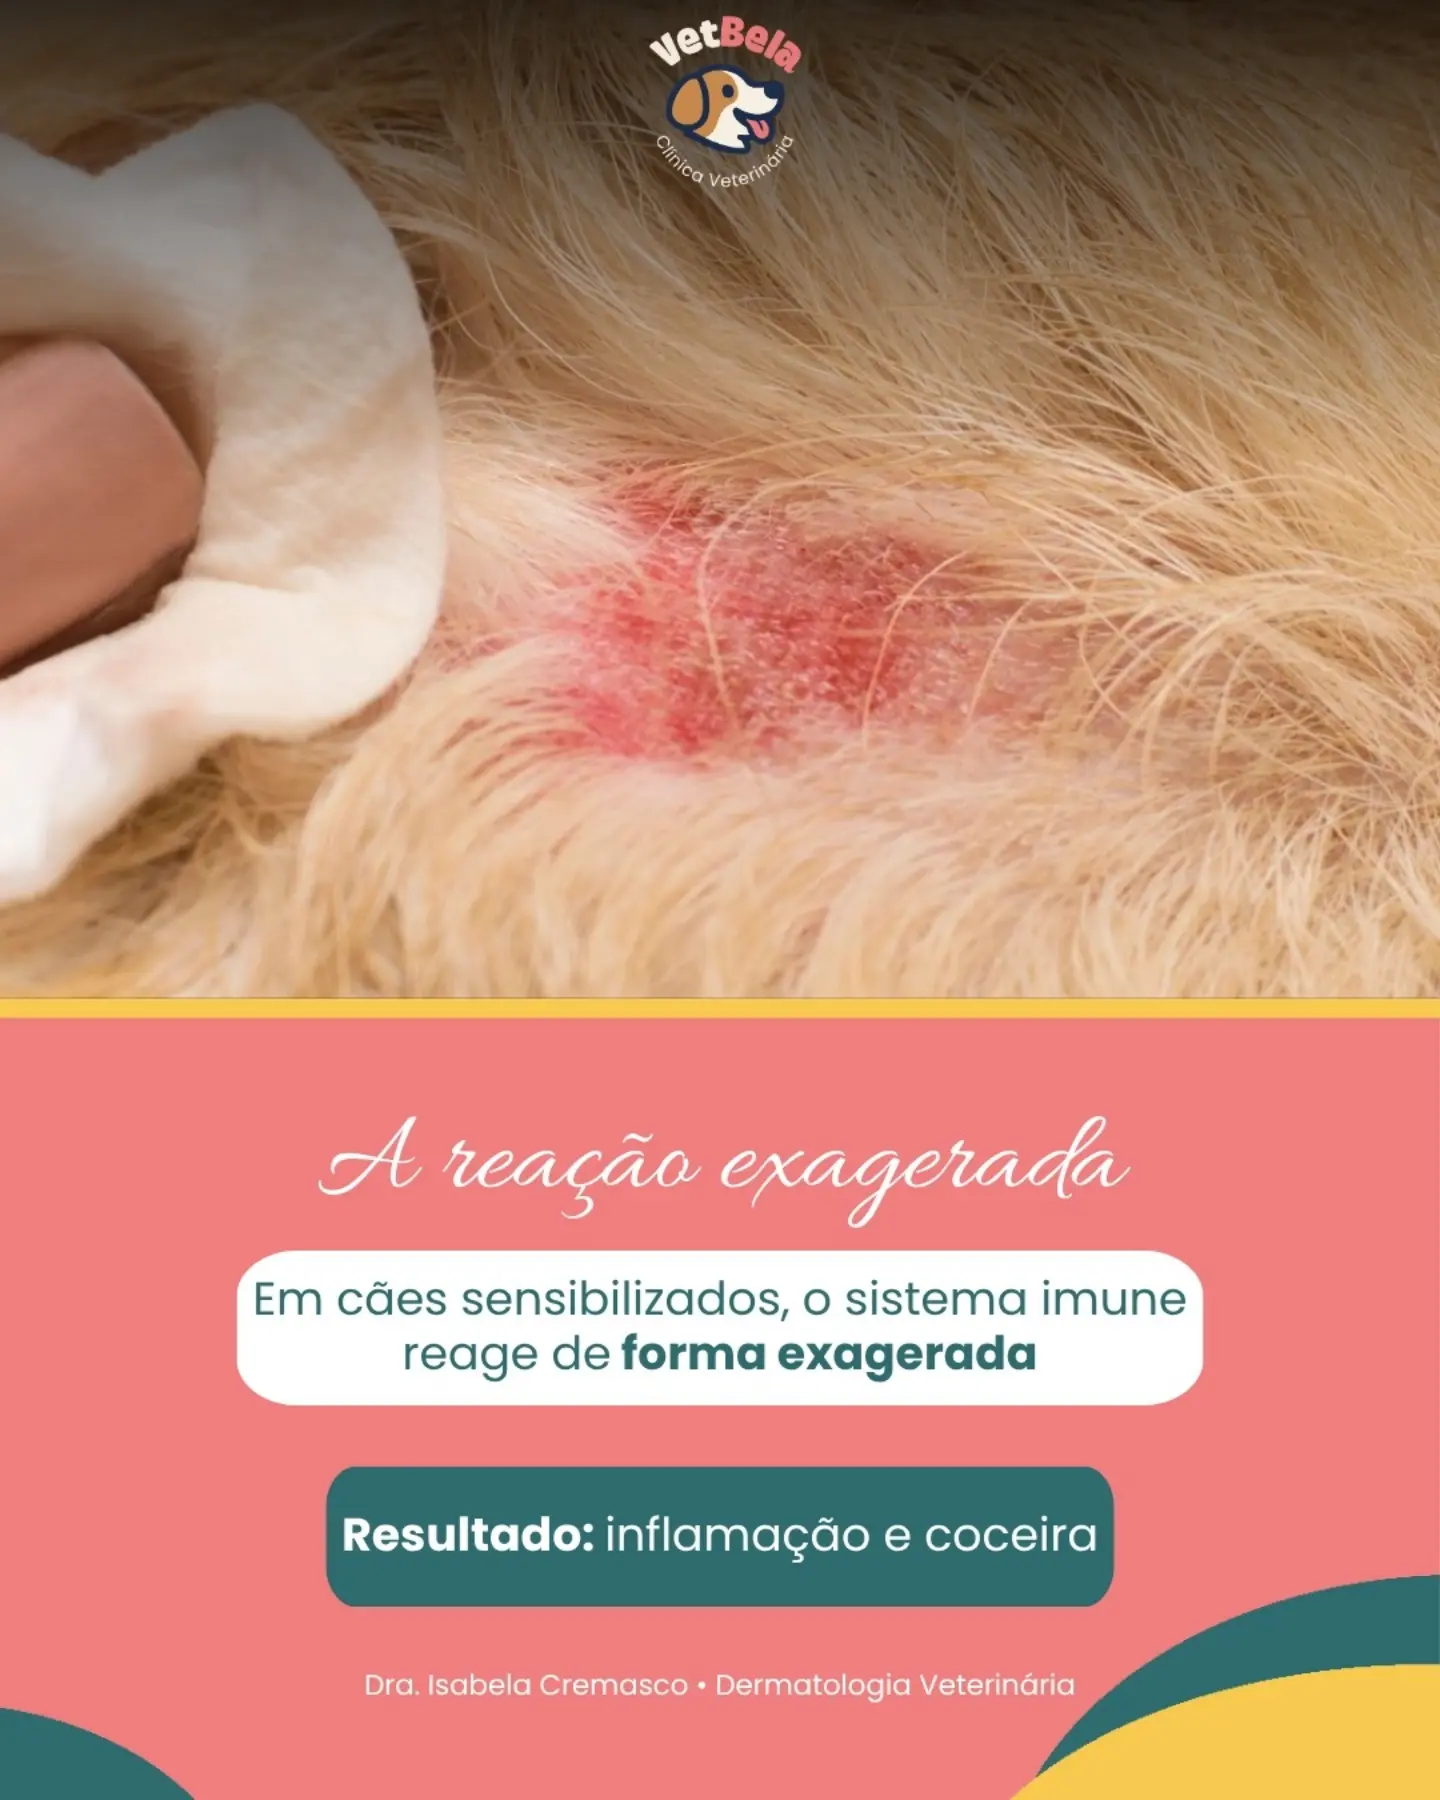 VetBela
Clínica Veterinária
A reação exagerada
Em cães sensibilizados, o sistema imune
reage de forma exagerada
Resultado: inflamação e coceira
Dra. Isabela Cremasco • Dermatologia Veterinária